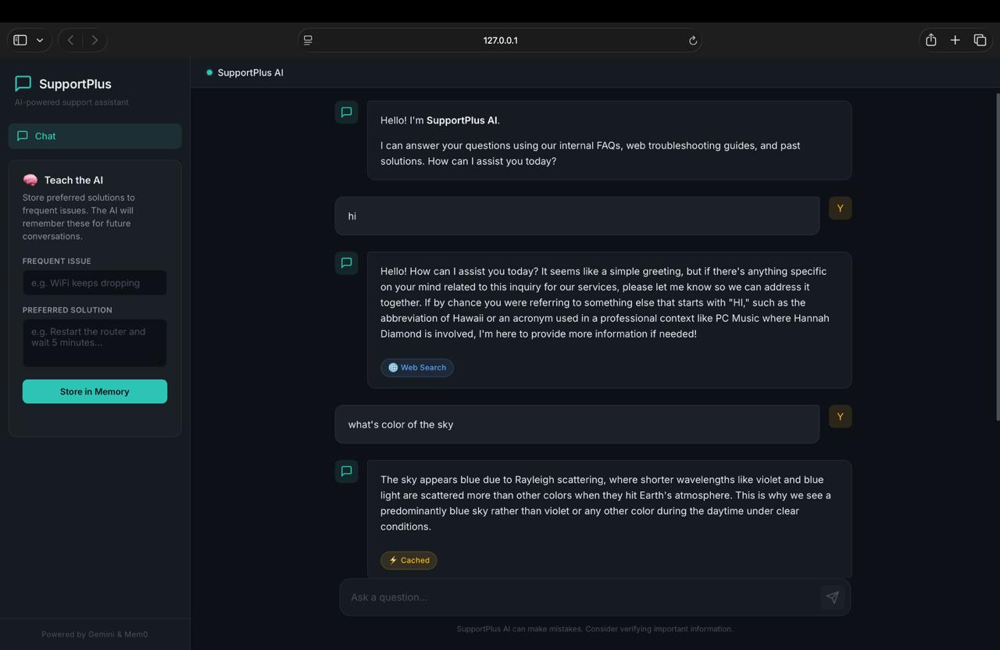 127.0.0.1
SupportPlus
AI-powered support assistant
Chat
Teach the AI
Store preferred solutions to
frequent issues. The AI will
remember these for future
conversations.
FREQUENT ISSUE
e.g. WiFi keeps dropping
PREFERRED SOLUTION
e.g. Restart the router and
wait 5 minutes...
Store in Memory
Powered by Gemini & Mem0
SupportPlus AI
Hello! I'm SupportPlus AI.
I can answer your questions using our internal FAQs, web troubleshooting guides, and past
solutions. How can I assist you today?
hi
Y
Hello! How can I assist you today? It seems like a simple greeting, but if there's anything specific
on your mind related to this inquiry for our services, please let me know so we can address it
together. If by chance you were referring to something else that starts with "HI," such as the
abbreviation of Hawaii or an acronym used in a professional context like PC Music where Hannah
Diamond is involved, I'm here to provide more information if needed!
Web Search
what's color of the sky
Y
The sky appears blue due to Rayleigh scattering, where shorter wavelengths like violet and blue
light are scattered more than other colors when they hit Earth's atmosphere. This is why we see a
predominantly blue sky rather than violet or any other color during the daytime under clear
conditions.
Cached
Ask a question...
SupportPlus AI can make mistakes. Consider verifying important information.